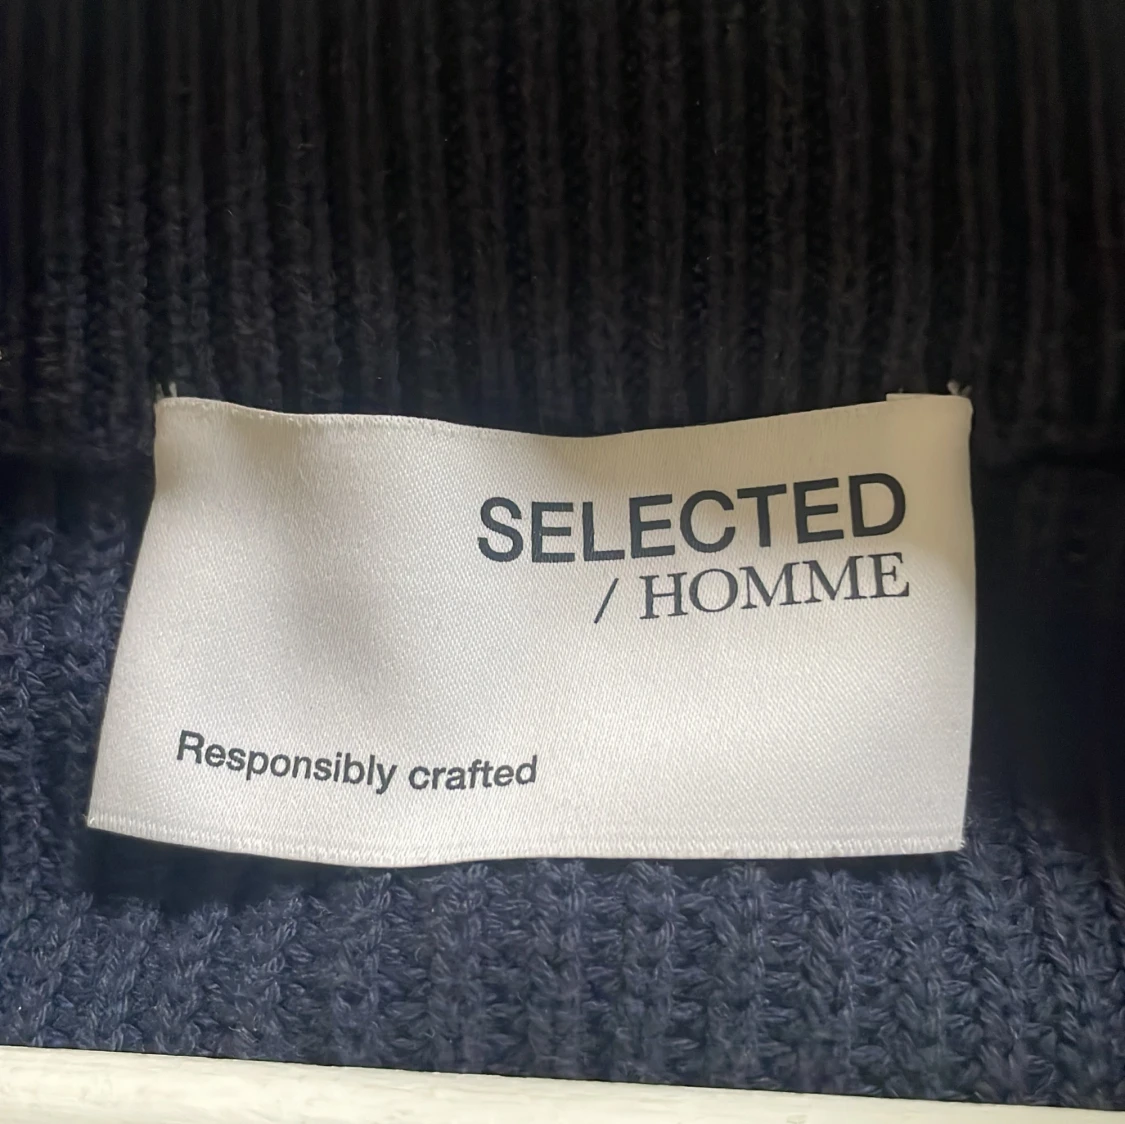 SELECTED
/ HOMME
Responsibly crafted